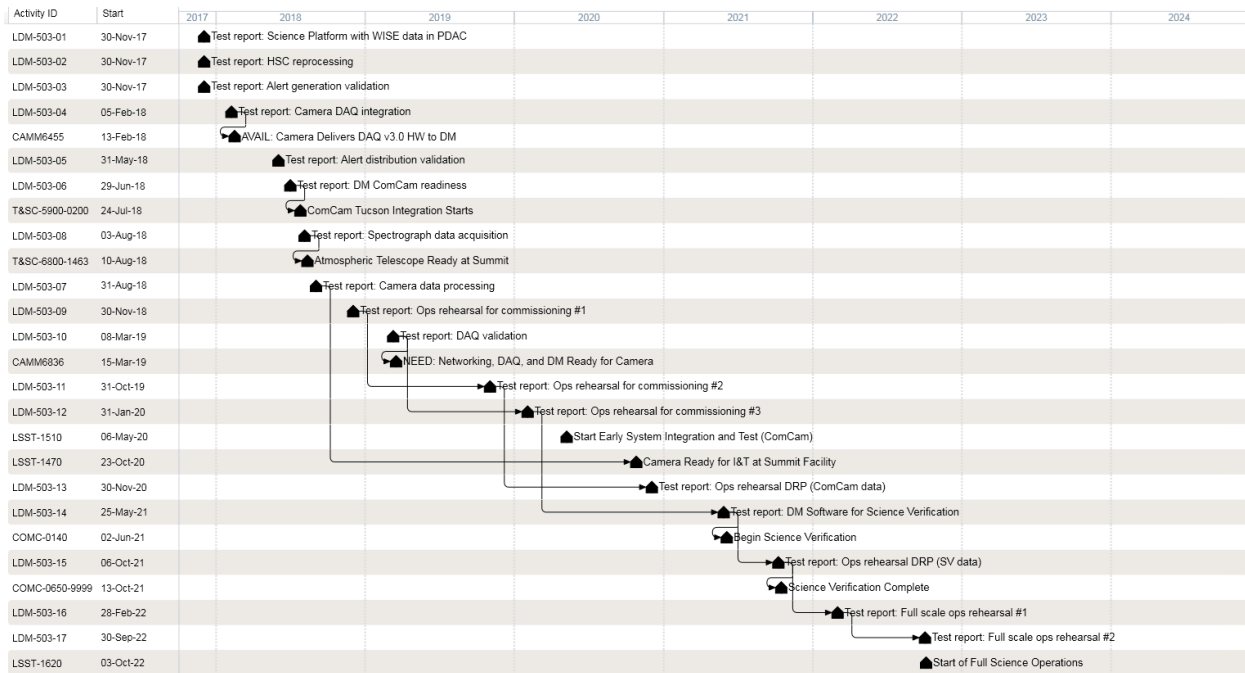 Activity ID Start 2017 2018 2019 2020 2021 2022 2023 2024
LDM-503-01 30-Nov-17 Test report: Science Platform with WISE data in PDAC
LDM-503-02 30-Nov-17 Test report: HSC reprocessing
LDM-503-03 30-Nov-17 Test report: Alert generation validation
LDM-503-04 05-Feb-18 Test report: Camera DAQ integration
CAMM6455 13-Feb-18 AVAIL: Camera Delivers DAQ v3.0 HW to DM
LDM-503-05 31-May-18 Test report: Alert distribution validation
LDM-503-06 29-Jun-18 Test report: DM ComCam readiness
T&SC-5900-0200 24-Jul-18 ComCam Tucson Integration Starts
LDM-503-08 03-Aug-18 Test report: Spectrograph data acquisition
T&SC-6800-1463 10-Aug-18 Atmospheric Telescope Ready at Summit
LDM-503-07 31-Aug-18 Test report: Camera data processing
LDM-503-09 30-Nov-18 Test report: Ops rehearsal for commissioning #1
LDM-503-10 08-Mar-19 Test report: DAQ validation
CAMM6836 15-Mar-19 NEED: Networking, DAQ, and DM Ready for Camera
LDM-503-11 31-Oct-19 Test report: Ops rehearsal for commissioning #2
LDM-503-12 31-Jan-20 Test report: Ops rehearsal for commissioning #3
LSST-1510 06-May-20 Start Early System Integration and Test (ComCam)
LSST-1470 23-Oct-20 Camera Ready for I&T at Summit Facility
LDM-503-13 30-Nov-20 Test report: Ops rehearsal DRP (ComCam data)
LDM-503-14 25-May-21 Test report: DM Software for Science Verification
COMC-0140 02-Jun-21 Begin Science Verification
LDM-503-15 06-Oct-21 Test report: Ops rehearsal DRP (SV data)
COMC-0650-9999 13-Oct-21 Science Verification Complete
LDM-503-16 28-Feb-22 Test report: Full scale ops rehearsal #1
LDM-503-17 30-Sep-22 Test report: Full scale ops rehearsal #2
LSST-1620 03-Oct-22 Start of Full Science Operations